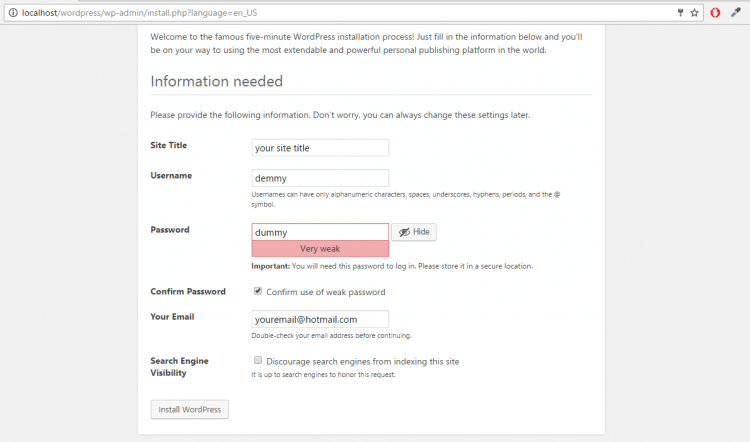 localhost/wordpress/wp-admin/install.php?language=en_US
Welcome to the famous five-minute WordPress installation process! Just fill in the information below and you'll
be on your way to using the most extendable and powerful personal publishing platform in the world.
Information needed
Please provide the following information. Don't worry, you can always change these settings later.
Site Title
your site title
Username
demmy
Usernames can have only alphanumeric characters, spaces, underscores, hyphens, periods, and the @
symbol.
Password
dummy
Hide
Very weak
Important: You will need this password to log in. Please store it in a secure location.
Confirm Password
Confirm use of weak password
Your Email
youremail@hotmail.com
Double-check your email address before continuing.
Search Engine
Visibility
Discourage search engines from indexing this site
It is up to search engines to honor this request.
Install WordPress